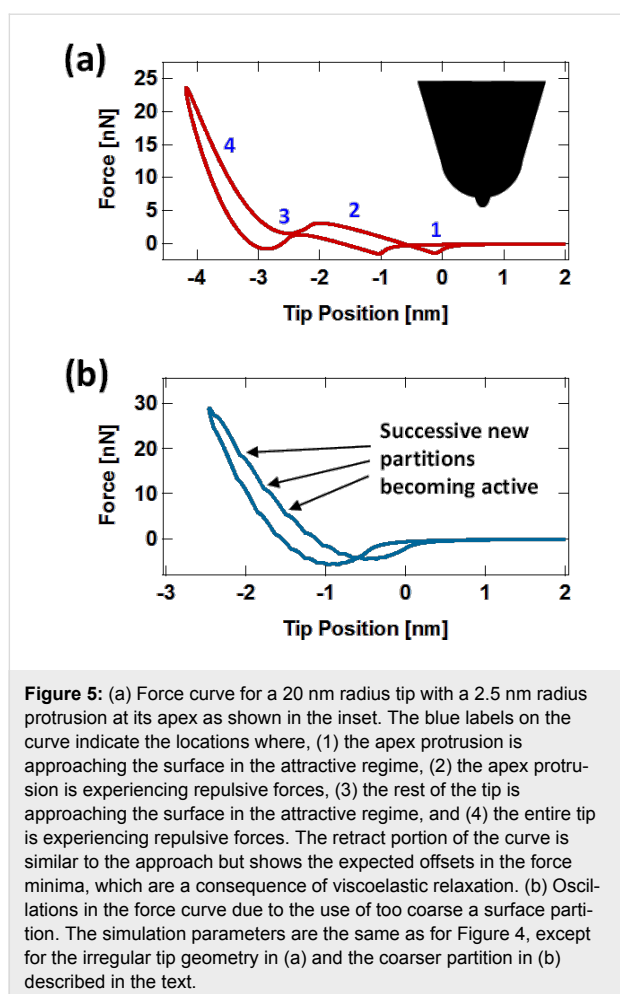 (a)
25
20
15
10
5
0
Force [nN]
4
3
2
1
-4 -3 -2 -1 0 1 2
Tip Position [nm]
(b)
30
20
10
0
Force [nN]
Successive new
partitions
becoming active
-3 -2 -1 0 1 2
Tip Position [nm]
Figure 5: (a) Force curve for a 20 nm radius tip with a 2.5 nm radius
protrusion at its apex as shown in the inset. The blue labels on the
curve indicate the locations where, (1) the apex protrusion is
approaching the surface in the attractive regime, (2) the apex protru-
sion is experiencing repulsive forces, (3) the rest of the tip is
approaching the surface in the attractive regime, and (4) the entire tip
is experiencing repulsive forces. The retract portion of the curve is
similar to the approach but shows the expected offsets in the force
minima, which are a consequence of viscoelastic relaxation. (b) Oscil-
lations in the force curve due to the use of too coarse a surface parti-
tion. The simulation parameters are the same as for Figure 4, except
for the irregular tip geometry in (a) and the coarser partition in (b)
described in the text.